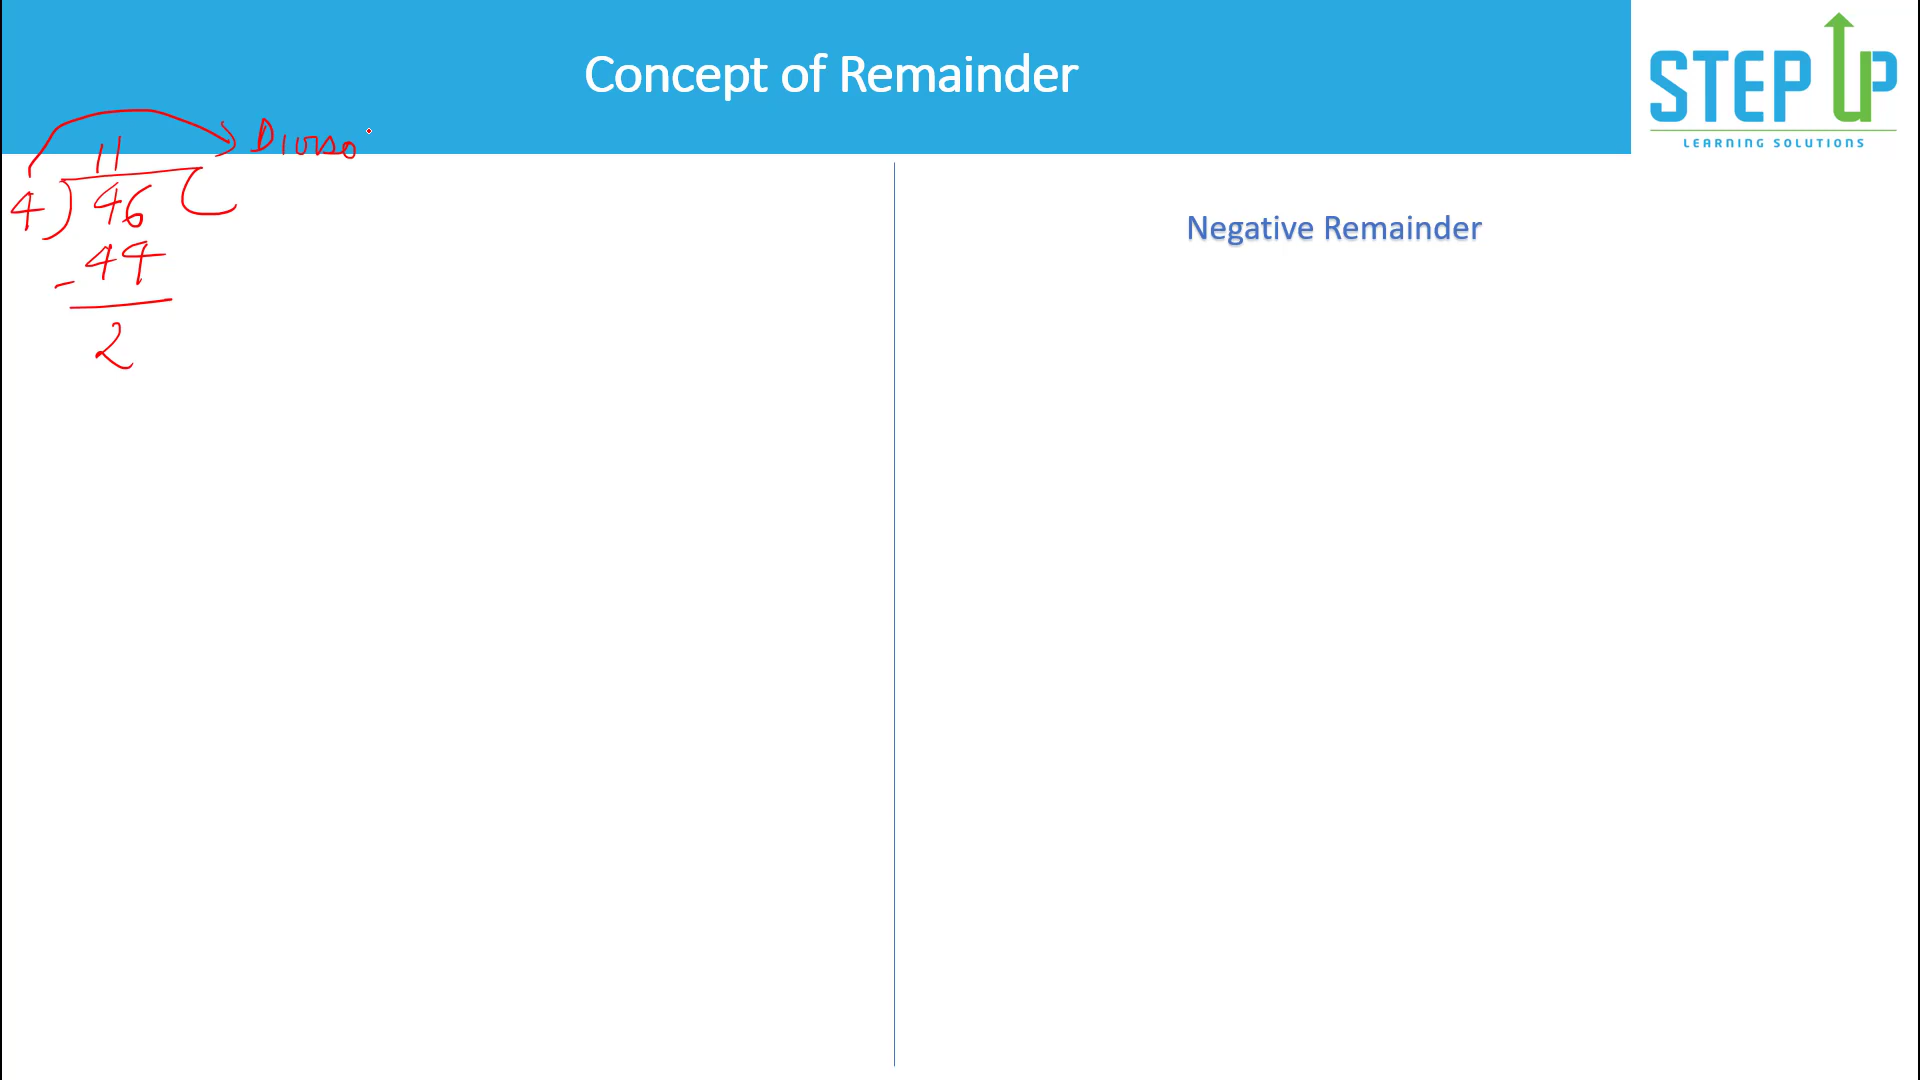 Concept of Remainder
STEP UP
LEARNING SOLUTIONS
11
4 ) 46 (
- 44
2
Negative Remainder